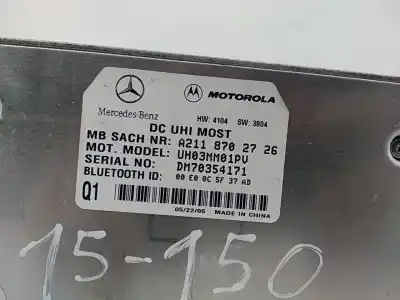 Mercedes-Benz
MOTOROLA
HW: 4104 SW: 3804
DC UHI MOST
MB SACH NR: A211 870 27 26
MOT. MODEL: UH03MM01PV
SERIAL NO: DM70354171
BLUETOOTH ID: 00 E0 0C 5F 37 AD
Q1
05/22/05 MADE IN CHINA
15-150